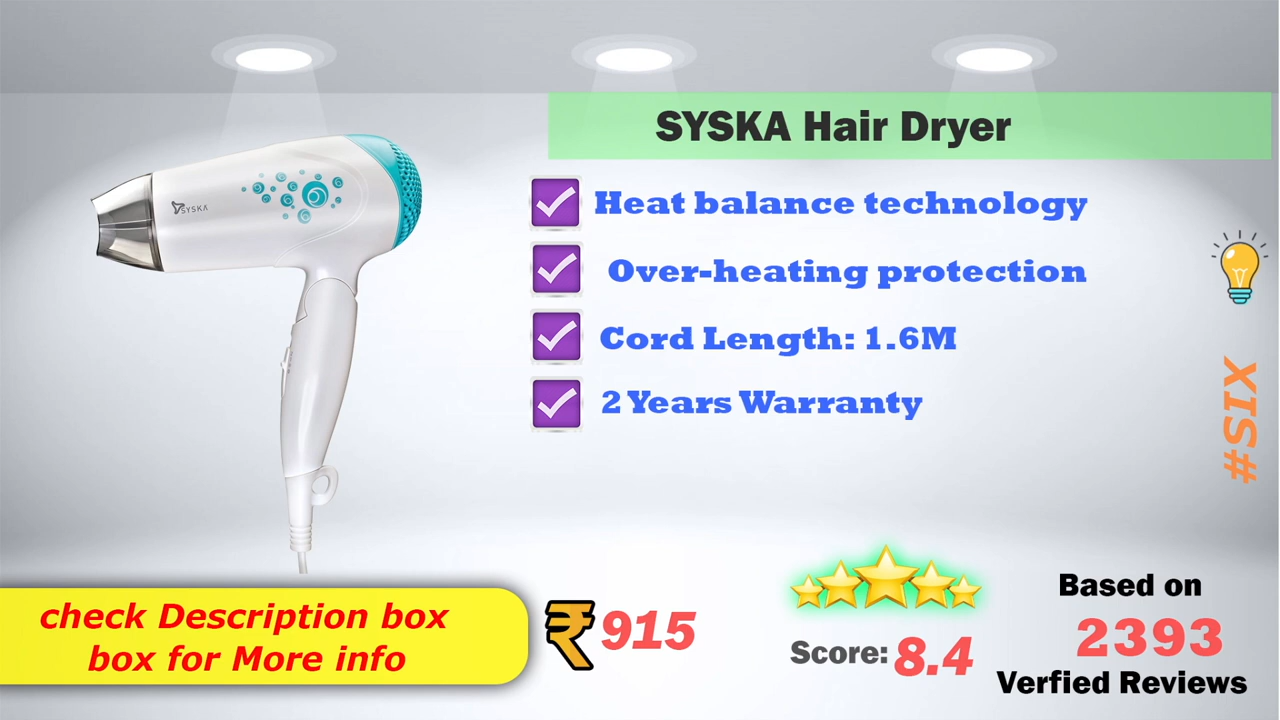 SYSKA Hair Dryer
SYSKA
Heat balance technology
Over-heating protection
Cord Length: 1.6M
2 Years Warranty
#SIX
check Description box
box for More info
₹915
Score: 8.4
Based on
2393
Verfied Reviews